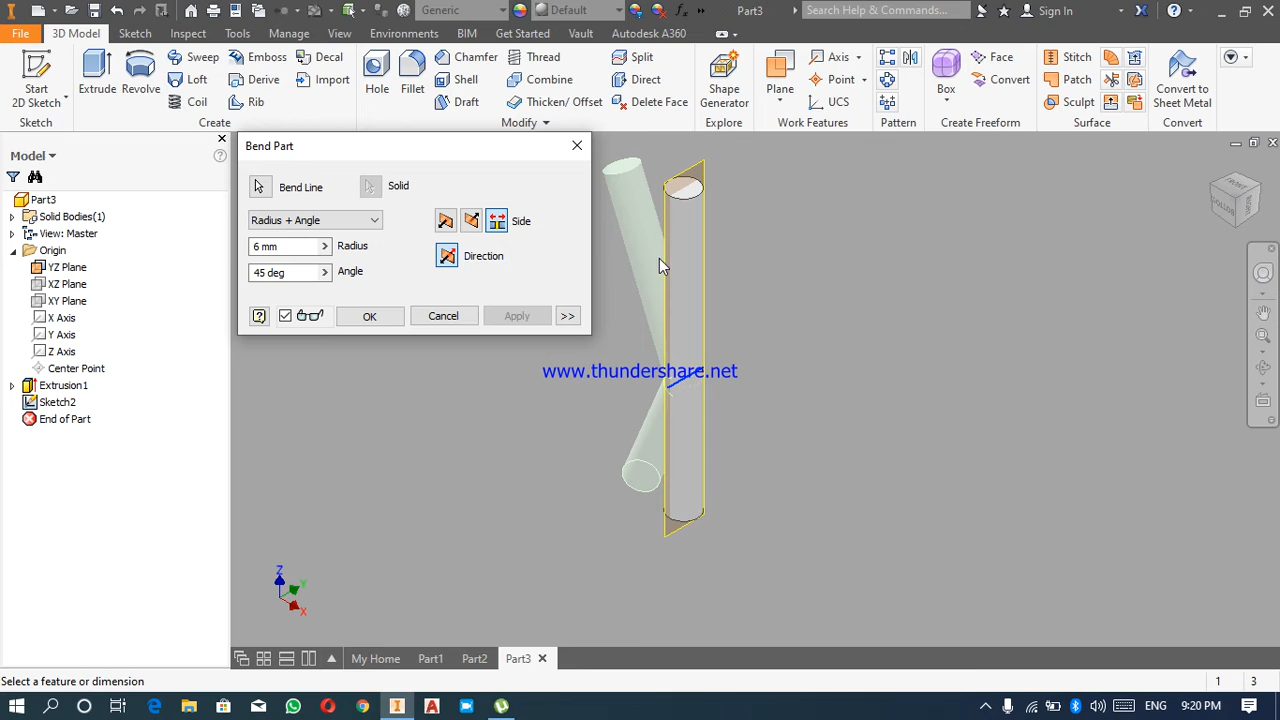 Generic
Default
Part3
Search Help & Commands...
Sign In
File
3D Model
Sketch
Inspect
Tools
Manage
View
Environments
BIM
Get Started
Vault
Autodesk A360
Start
2D Sketch
Sketch
Extrude
Revolve
Sweep
Loft
Coil
Emboss
Derive
Rib
Decal
Import
Create
Hole
Fillet
Chamfer
Shell
Draft
Thread
Combine
Thicken/ Offset
Split
Direct
Delete Face
Modify
Shape
Generator
Explore
Plane
Axis
Point
UCS
Work Features
Pattern
Box
Face
Convert
Create Freeform
Stitch
Patch
Sculpt
Surface
Convert to
Sheet Metal
Convert
Model
Part3
Solid Bodies(1)
View: Master
Origin
YZ Plane
XZ Plane
XY Plane
X Axis
Y Axis
Z Axis
Center Point
Extrusion1
Sketch2
End of Part
Bend Part
Bend Line
Solid
Radius + Angle
Side
6 mm
Radius
Direction
45 deg
Angle
OK
Cancel
Apply
>>
www.thundershare.net
FRONT
BOTTOM
Z
Y
X
My Home
Part1
Part2
Part3
Select a feature or dimension
1
3
ENG
9:20 PM